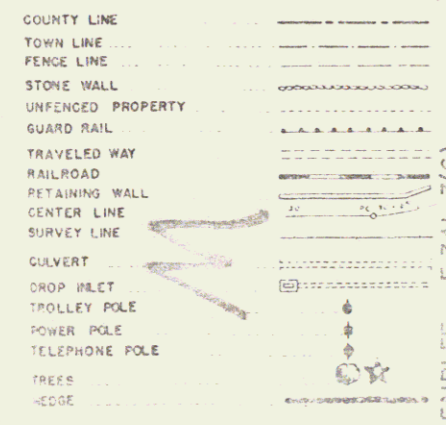 COUNTY LINE
TOWN LINE
FENCE LINE
STONE WALL
UNFENCED PROPERTY
GUARD RAIL
TRAVELED WAY
RAILROAD
RETAINING WALL
CENTER LINE
SURVEY LINE
CULVERT
DROP INLET
TROLLEY POLE
POWER POLE
TELEPHONE POLE
TREES
HEDGE